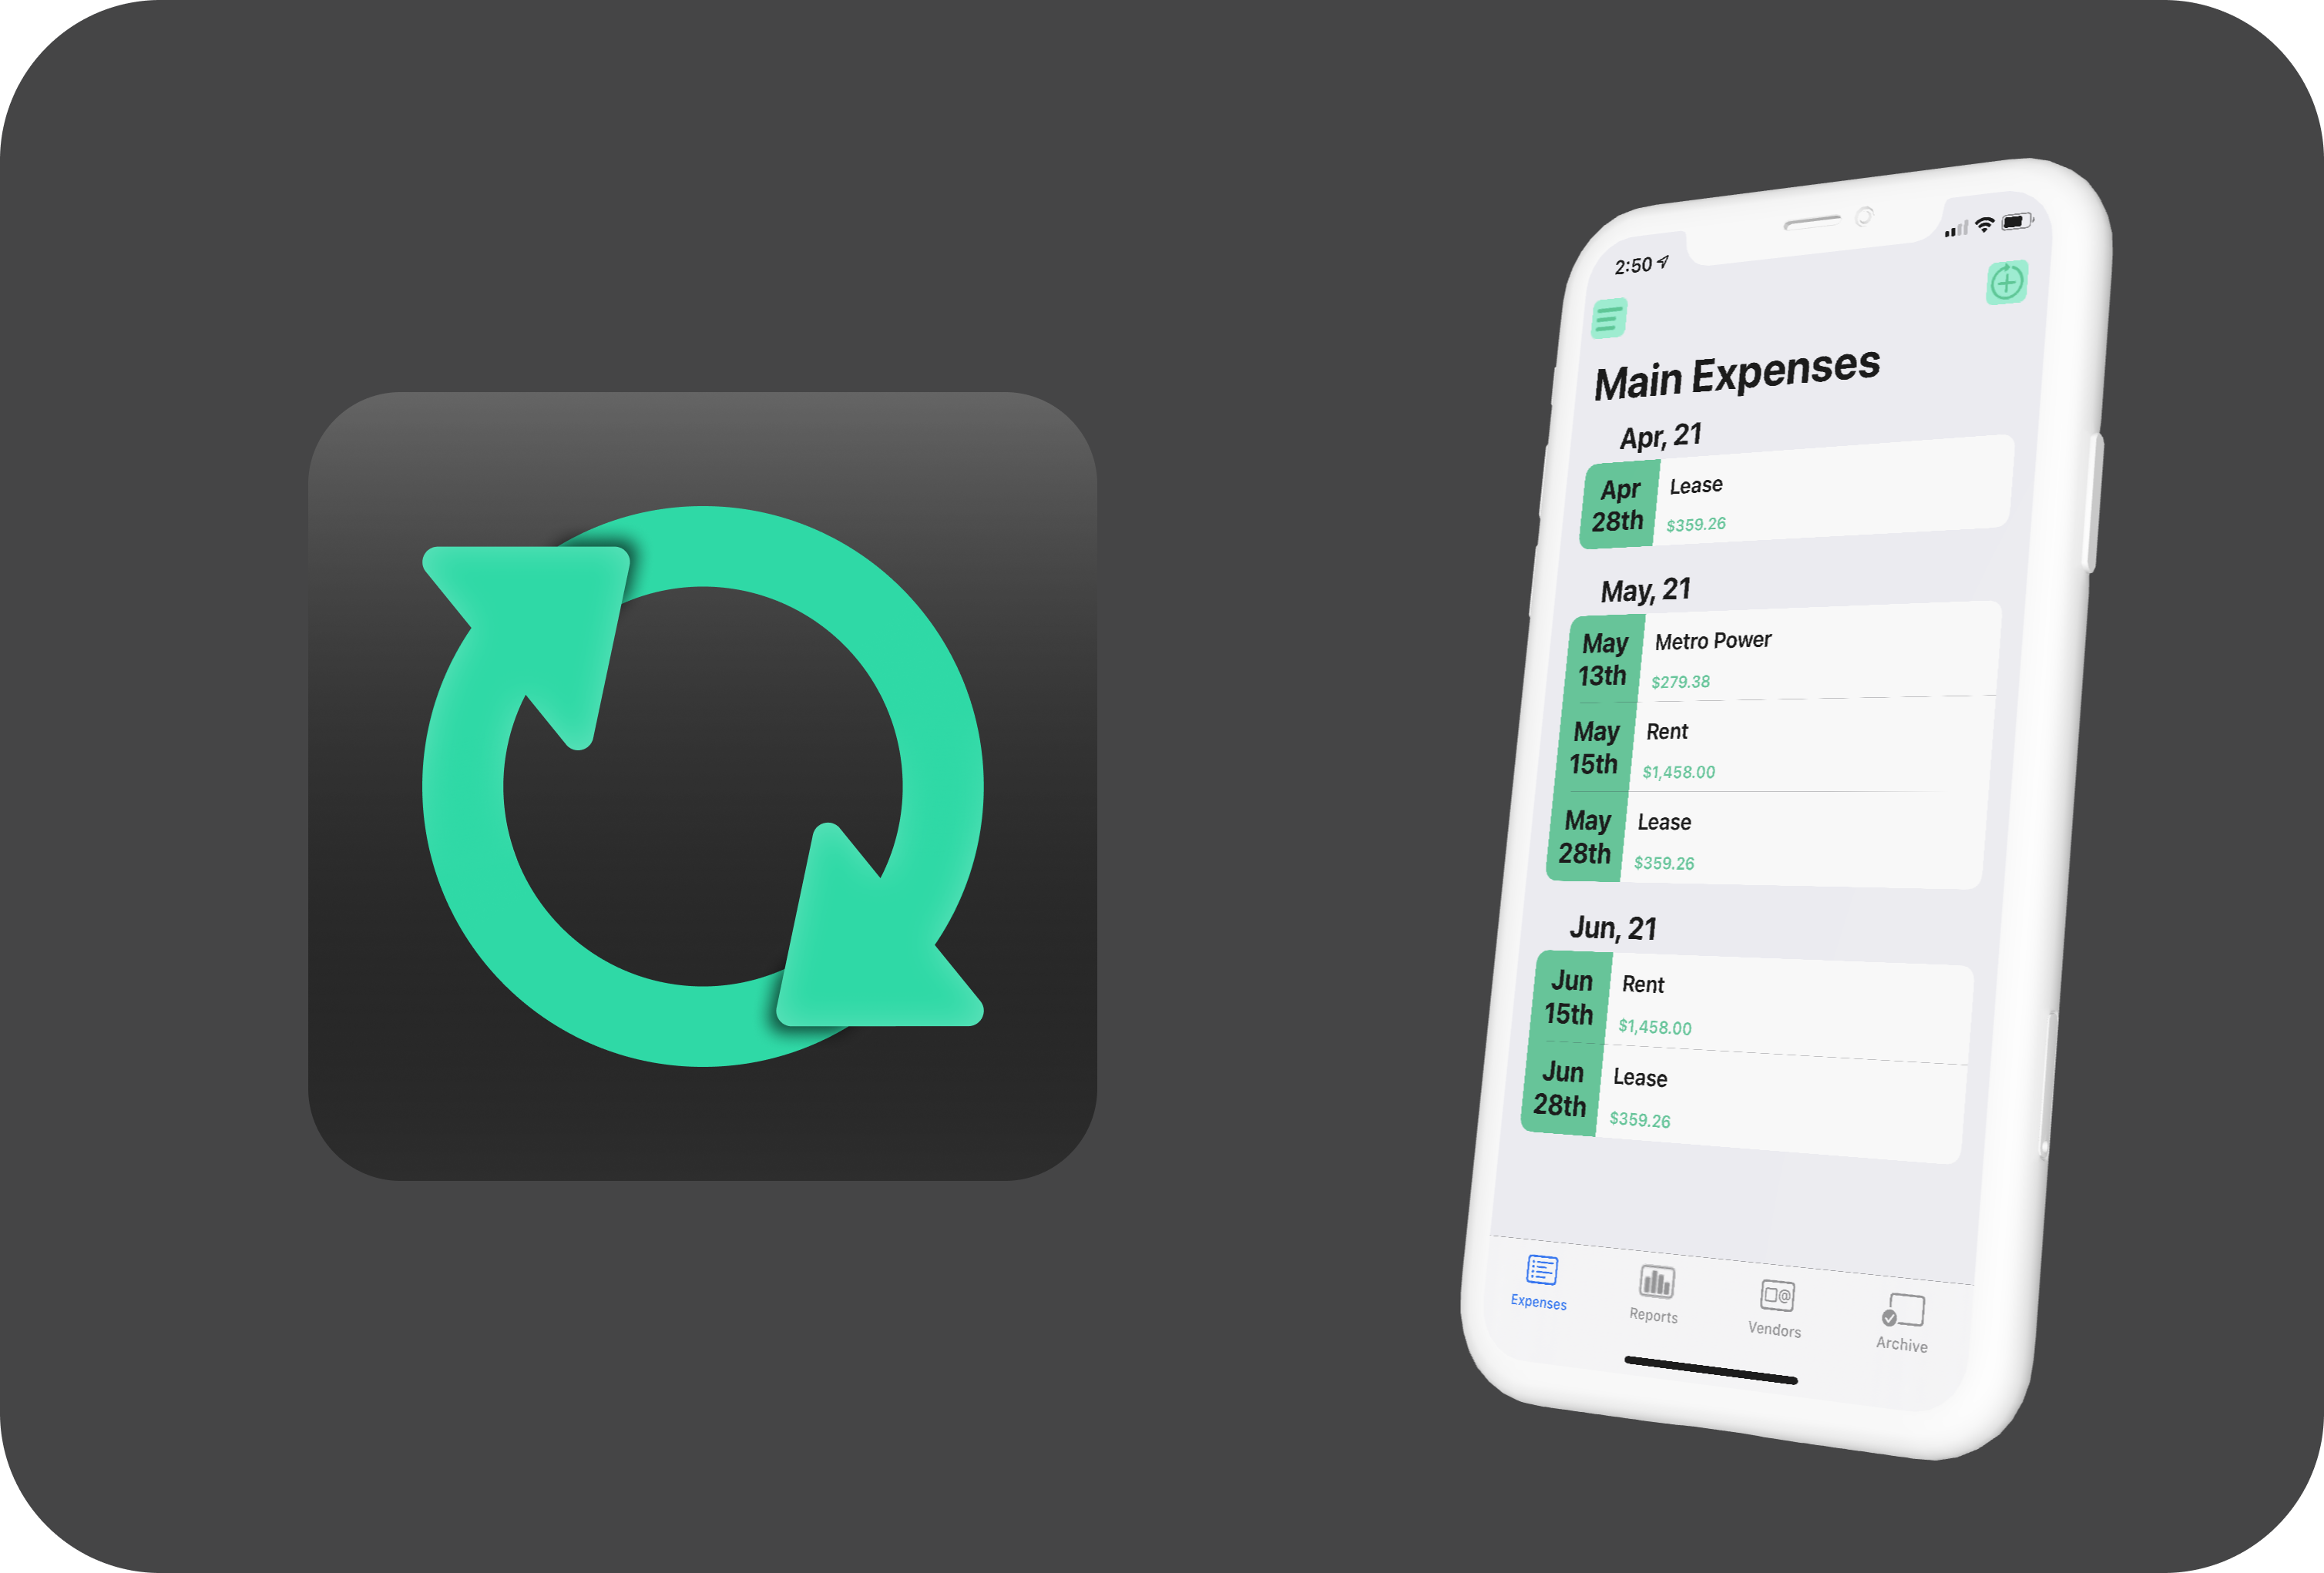 2:50
Main Expenses
Apr, 21
Apr
28th
Lease
$359.26
May, 21
May
13th
Metro Power
$279.38
May
15th
Rent
$1,458.00
May
28th
Lease
$359.26
Jun, 21
Jun
15th
Rent
$1,458.00
Jun
28th
Lease
$359.26
Expenses
Reports
@
Vendors
Archive